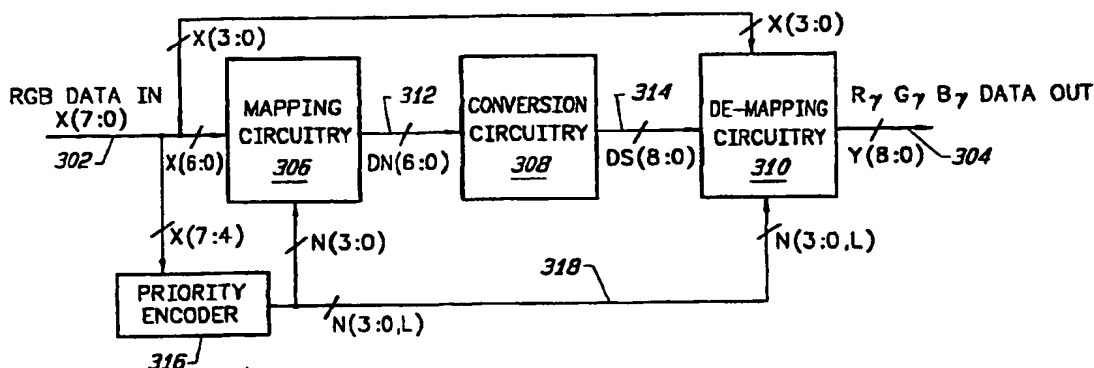 X(3:0)
X(3:0)
RGB DATA IN
X(7:0)
302
X(6:0)
MAPPING
CIRCUITRY
306
312
DN(6:0)
CONVERSION
CIRCUITRY
308
314
DS(8:0)
DE-MAPPING
CIRCUITRY
310
Rγ Gγ Bγ DATA OUT
Y(8:0)
304
X(7:4)
N(3:0)
N(3:0,L)
318
PRIORITY
ENCODER
N(3:0,L)
316